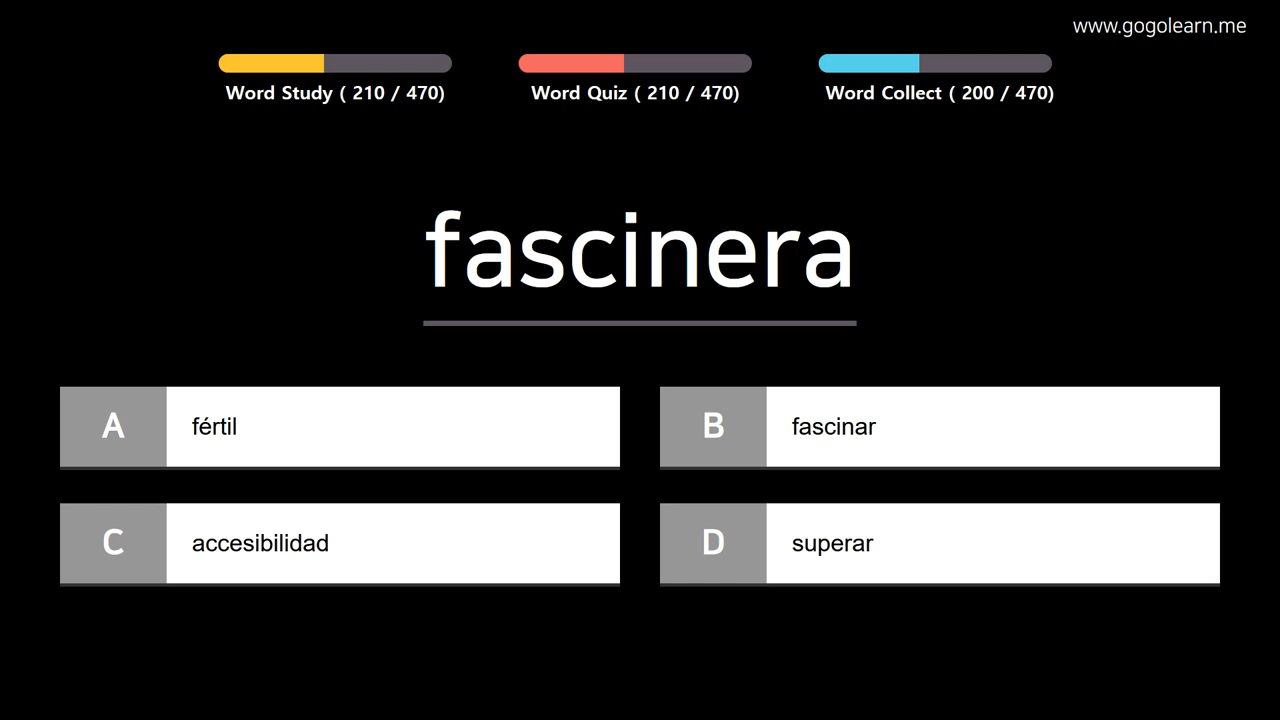 www.gogolearn.me
Word Study ( 210 / 470)
Word Quiz ( 210 / 470)
Word Collect ( 200 / 470)
fascinera
A fértil
B fascinar
C accesibilidad
D superar